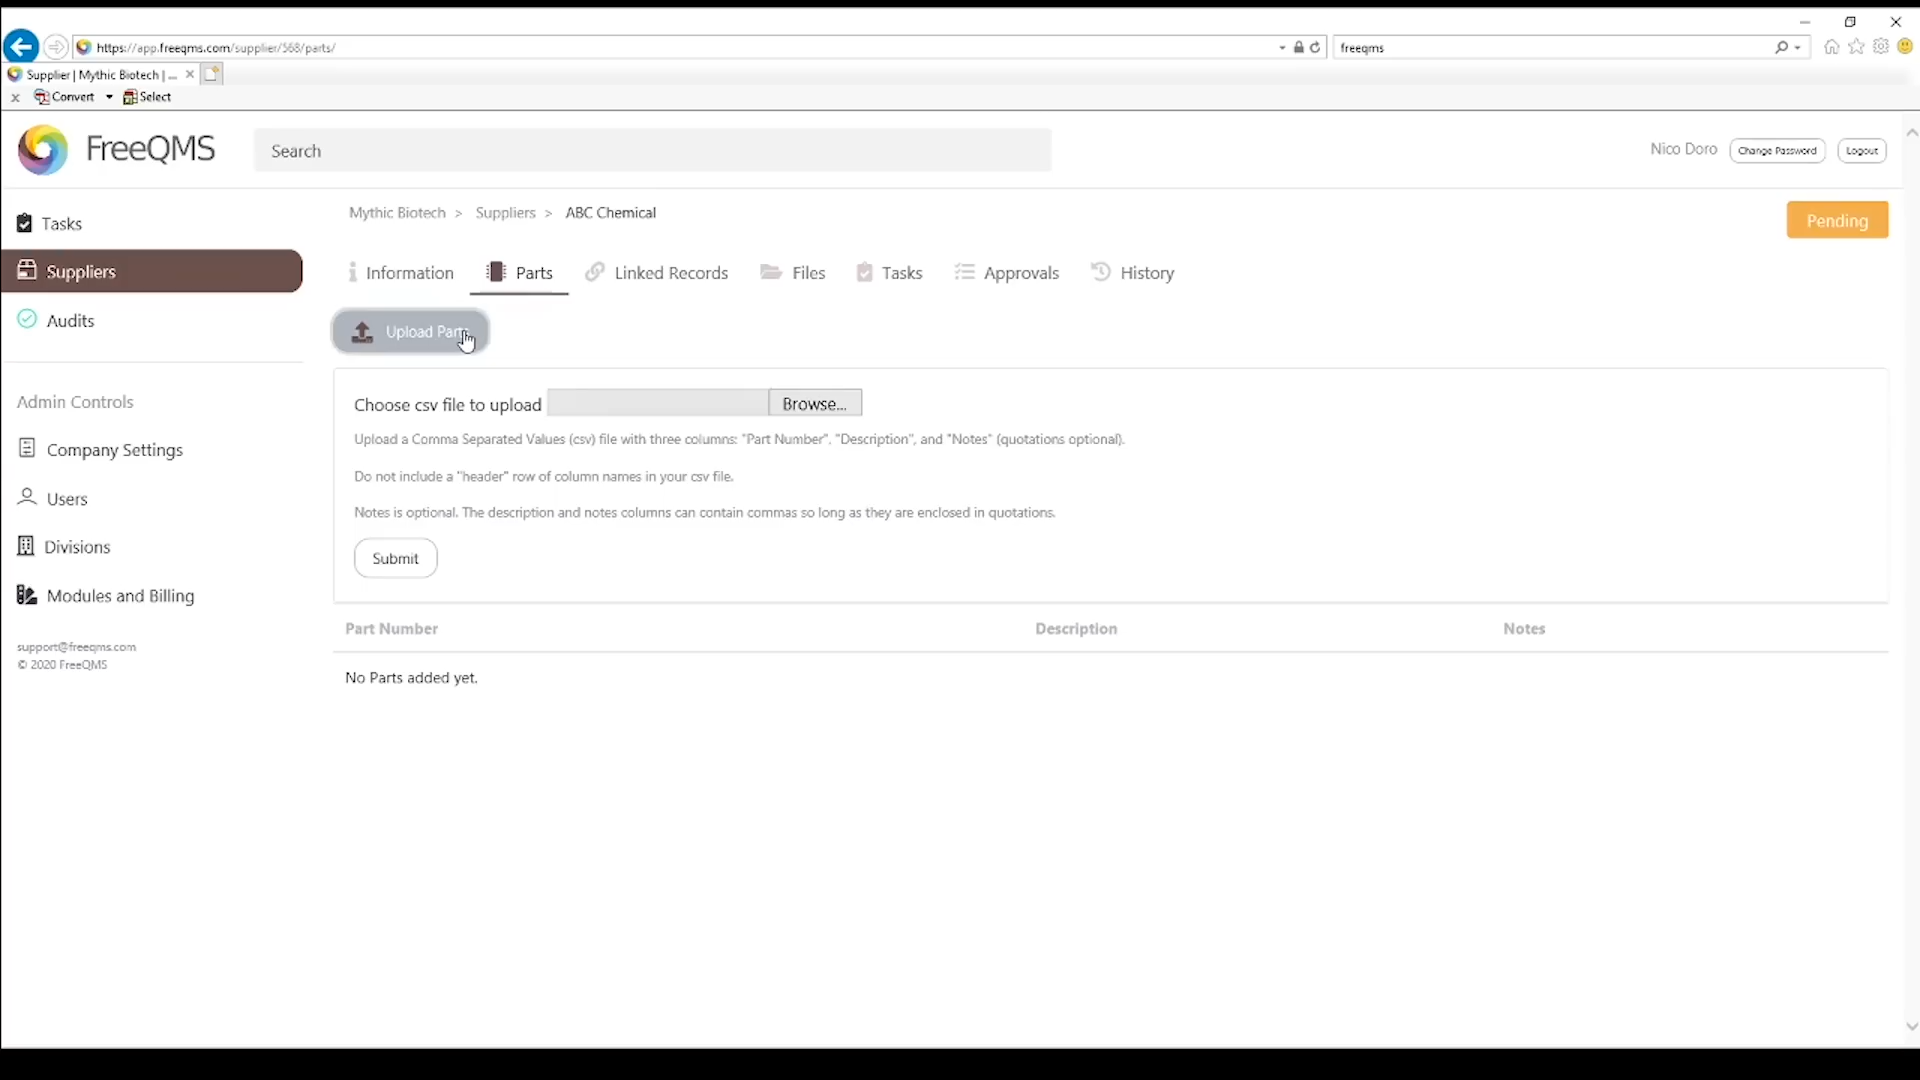 https://app.freeqms.com/supplier/568/parts/
freeqms
Supplier | Mythic Biotech | ...
x Convert Select
FreeQMS
Search
Nico Doro
Change Password
Logout
Tasks
Suppliers
Audits
Admin Controls
Company Settings
Users
Divisions
Modules and Billing
support@freeqms.com
© 2020 FreeQMS
Mythic Biotech > Suppliers > ABC Chemical
Pending
Information Parts Linked Records Files Tasks Approvals History
Upload Parts
Choose csv file to upload Browse...
Upload a Comma Separated Values (csv) file with three columns: "Part Number". "Description", and "Notes" (quotations optional).
Do not include a "header" row of column names in your csv file.
Notes is optional. The description and notes columns can contain commas so long as they are enclosed in quotations.
Submit
Part Number Description Notes
No Parts added yet.